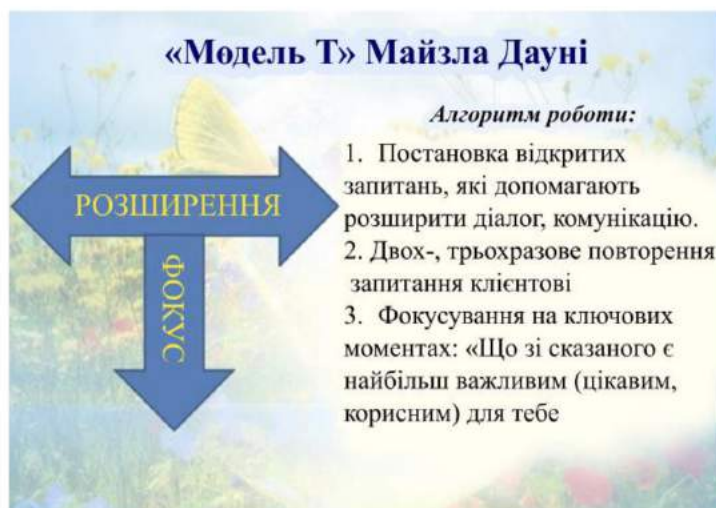 «Модель Т» Майзла Дауні
РОЗШИРЕННЯ
ФОКУС
Алгоритм роботи:
1. Постановка відкритих
запитань, які допомагають
розширити діалог, комунікацію.
2. Двох-, трьохразове повторення
запитання клієнтові
3. Фокусування на ключових
моментах: «Що зі сказаного є
найбільш важливим (цікавим,
корисним) для тебе